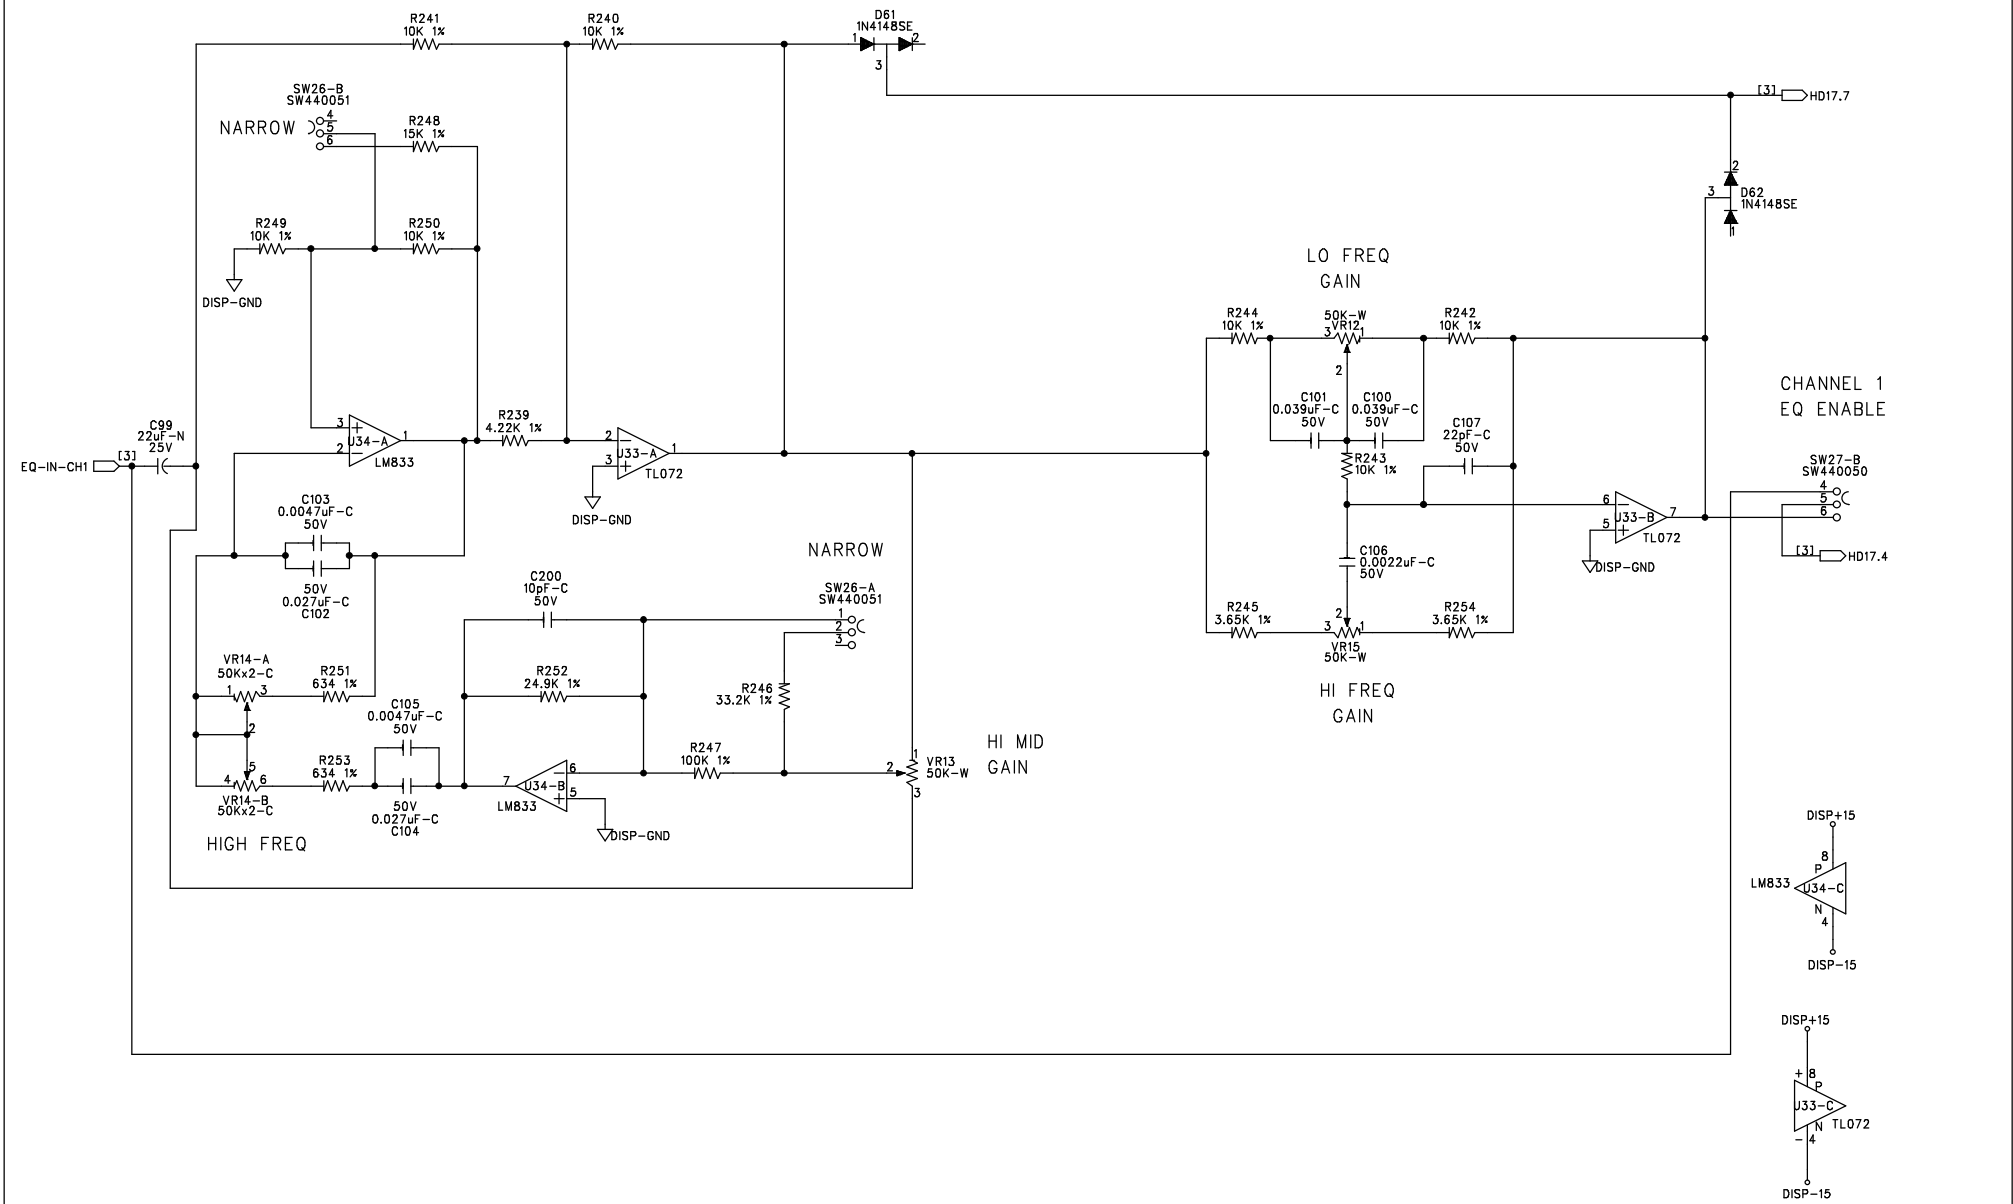 R241
10K 1%
R240
10K 1%
D61
1N4148SE
1
2
3
[3]
HD17.7
SW26-B
SW440051
NARROW
4
5
6
R248
15K 1%
2
3
D62
1N4148SE
1
R249
10K 1%
R250
10K 1%
DISP-GND
LO FREQ
GAIN
R244
10K 1%
50K-W
VR12
3
1
2
R242
10K 1%
CHANNEL 1
EQ ENABLE
C101
0.039uF-C
50V
C100
0.039uF-C
50V
C107
22pF-C
50V
R243
10K 1%
C99
22uF-N
25V
EQ-IN-CH1
[3]
3
+
2
-
U34-A
1
LM833
R239
4.22K 1%
2
-
3
+
U33-A
1
TL072
DISP-GND
SW27-B
SW440050
4
5
6
[3]
HD17.4
6
-
5
+
U33-B
7
TL072
DISP-GND
C103
0.0047uF-C
50V
50V
0.027uF-C
C102
C106
0.0022uF-C
50V
NARROW
SW26-A
SW440051
1
2
3
C200
10pF-C
50V
R245
3.65K 1%
2
3
1
VR15
50K-W
R254
3.65K 1%
HI FREQ
GAIN
VR14-A
50Kx2-C
1
3
2
R251
634 1%
R252
24.9K 1%
R246
33.2K 1%
C105
0.0047uF-C
50V
50V
0.027uF-C
C104
5
4
6
VR14-B
50Kx2-C
R253
634 1%
HIGH FREQ
7
U34-B
LM833
-
6
+
5
DISP-GND
R247
100K 1%
2
1
3
VR13
50K-W
HI MID
GAIN
DISP+15
8
P
LM833
U34-C
N
4
DISP-15
DISP+15
+
8
P
U33-C
TL072
N
-
4
DISP-15